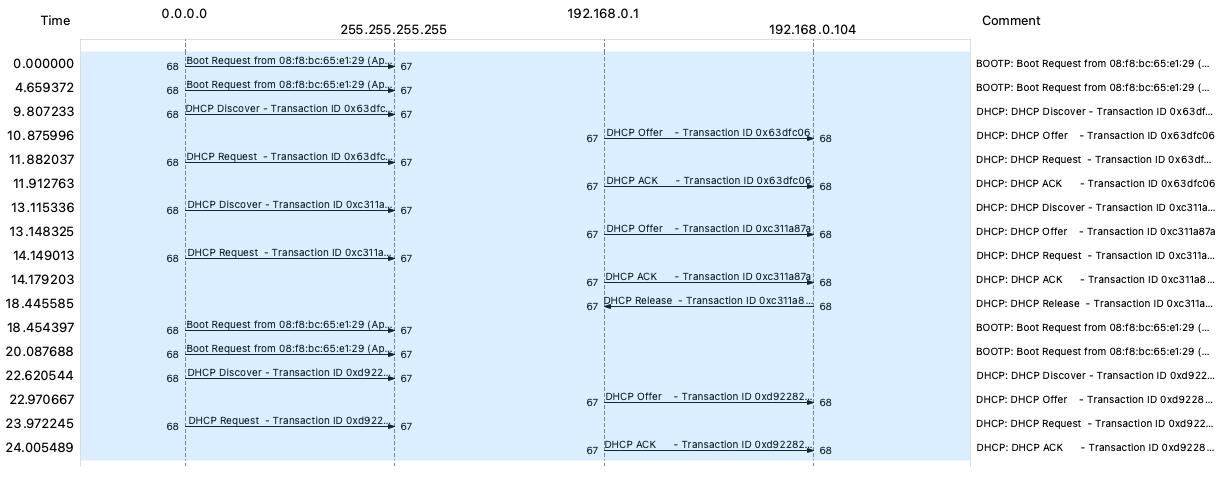 Time 0.0.0.0 255.255.255.255 192.168.0.1 192.168.0.104 Comment
0.000000 68 Boot Request from 08:f8:bc:65:e1:29 (Ap... 67 BOOTP: Boot Request from 08:f8:bc:65:e1:29 (...
4.659372 68 Boot Request from 08:f8:bc:65:e1:29 (Ap... 67 BOOTP: Boot Request from 08:f8:bc:65:e1:29 (...
9.807233 68 DHCP Discover - Transaction ID 0x63dfc... 67 DHCP: DHCP Discover - Transaction ID 0x63df...
10.875996 67 DHCP Offer - Transaction ID 0x63dfc06 68 DHCP: DHCP Offer - Transaction ID 0x63dfc06
11.882037 68 DHCP Request - Transaction ID 0x63dfc... 67 DHCP: DHCP Request - Transaction ID 0x63df...
11.912763 67 DHCP ACK - Transaction ID 0x63dfc06 68 DHCP: DHCP ACK - Transaction ID 0x63dfc06
13.115336 68 DHCP Discover - Transaction ID 0xc311a... 67 DHCP: DHCP Discover - Transaction ID 0xc311a...
13.148325 67 DHCP Offer - Transaction ID 0xc311a87a 68 DHCP: DHCP Offer - Transaction ID 0xc311a87a
14.149013 68 DHCP Request - Transaction ID 0xc311a... 67 DHCP: DHCP Request - Transaction ID 0xc311a...
14.179203 67 DHCP ACK - Transaction ID 0xc311a87a 68 DHCP: DHCP ACK - Transaction ID 0xc311a8...
18.445585 67 DHCP Release - Transaction ID 0xc311a8... 68 DHCP: DHCP Release - Transaction ID 0xc311a...
18.454397 68 Boot Request from 08:f8:bc:65:e1:29 (Ap... 67 BOOTP: Boot Request from 08:f8:bc:65:e1:29 (...
20.087688 68 Boot Request from 08:f8:bc:65:e1:29 (Ap... 67 BOOTP: Boot Request from 08:f8:bc:65:e1:29 (...
22.620544 68 DHCP Discover - Transaction ID 0xd922... 67 DHCP: DHCP Discover - Transaction ID 0xd922...
22.970667 67 DHCP Offer - Transaction ID 0xd92282... 68 DHCP: DHCP Offer - Transaction ID 0xd9228...
23.972245 68 DHCP Request - Transaction ID 0xd922... 67 DHCP: DHCP Request - Transaction ID 0xd922...
24.005489 67 DHCP ACK - Transaction ID 0xd92282... 68 DHCP: DHCP ACK - Transaction ID 0xd9228...